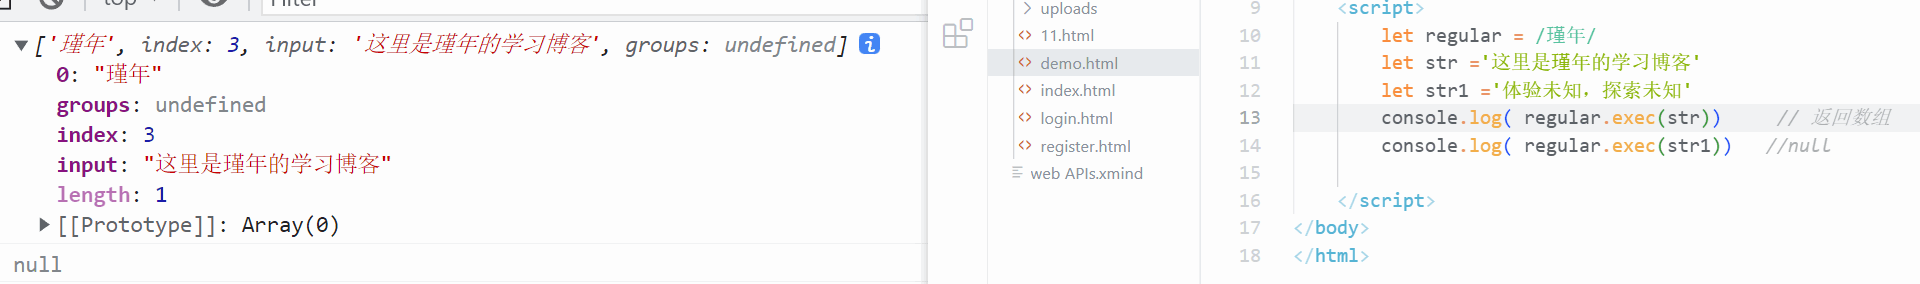 top
Filter
['瑾年', index: 3, input: '这里是瑾年的学习博客', groups: undefined]
0: "瑾年"
groups: undefined
index: 3
input: "这里是瑾年的学习博客"
length: 1
[[Prototype]]: Array(0)
null
uploads
11.html
demo.html
index.html
login.html
register.html
web APIs.xmind
9 <script>
10 let regular = /瑾年/
11 let str ='这里是瑾年的学习博客'
12 let str1 ='体验未知，探索未知'
13 console.log( regular.exec(str)) // 返回数组
14 console.log( regular.exec(str1)) //null
15
16 </script>
17 </body>
18 </html>